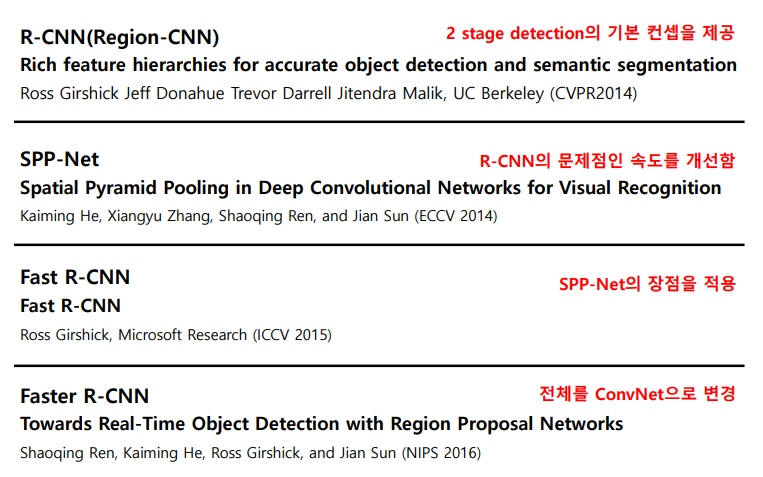 R-CNN(Region-CNN)
2 stage detection의 기본 컨셉을 제공
Rich feature hierarchies for accurate object detection and semantic segmentation
Ross Girshick Jeff Donahue Trevor Darrell Jitendra Malik, UC Berkeley (CVPR2014)
SPP-Net
R-CNN의 문제점인 속도를 개선함
Spatial Pyramid Pooling in Deep Convolutional Networks for Visual Recognition
Kaiming He, Xiangyu Zhang, Shaoqing Ren, and Jian Sun (ECCV 2014)
Fast R-CNN
SPP-Net의 장점을 적용
Fast R-CNN
Ross Girshick, Microsoft Research (ICCV 2015)
Faster R-CNN
전체를 ConvNet으로 변경
Towards Real-Time Object Detection with Region Proposal Networks
Shaoqing Ren, Kaiming He, Ross Girshick, and Jian Sun (NIPS 2016)